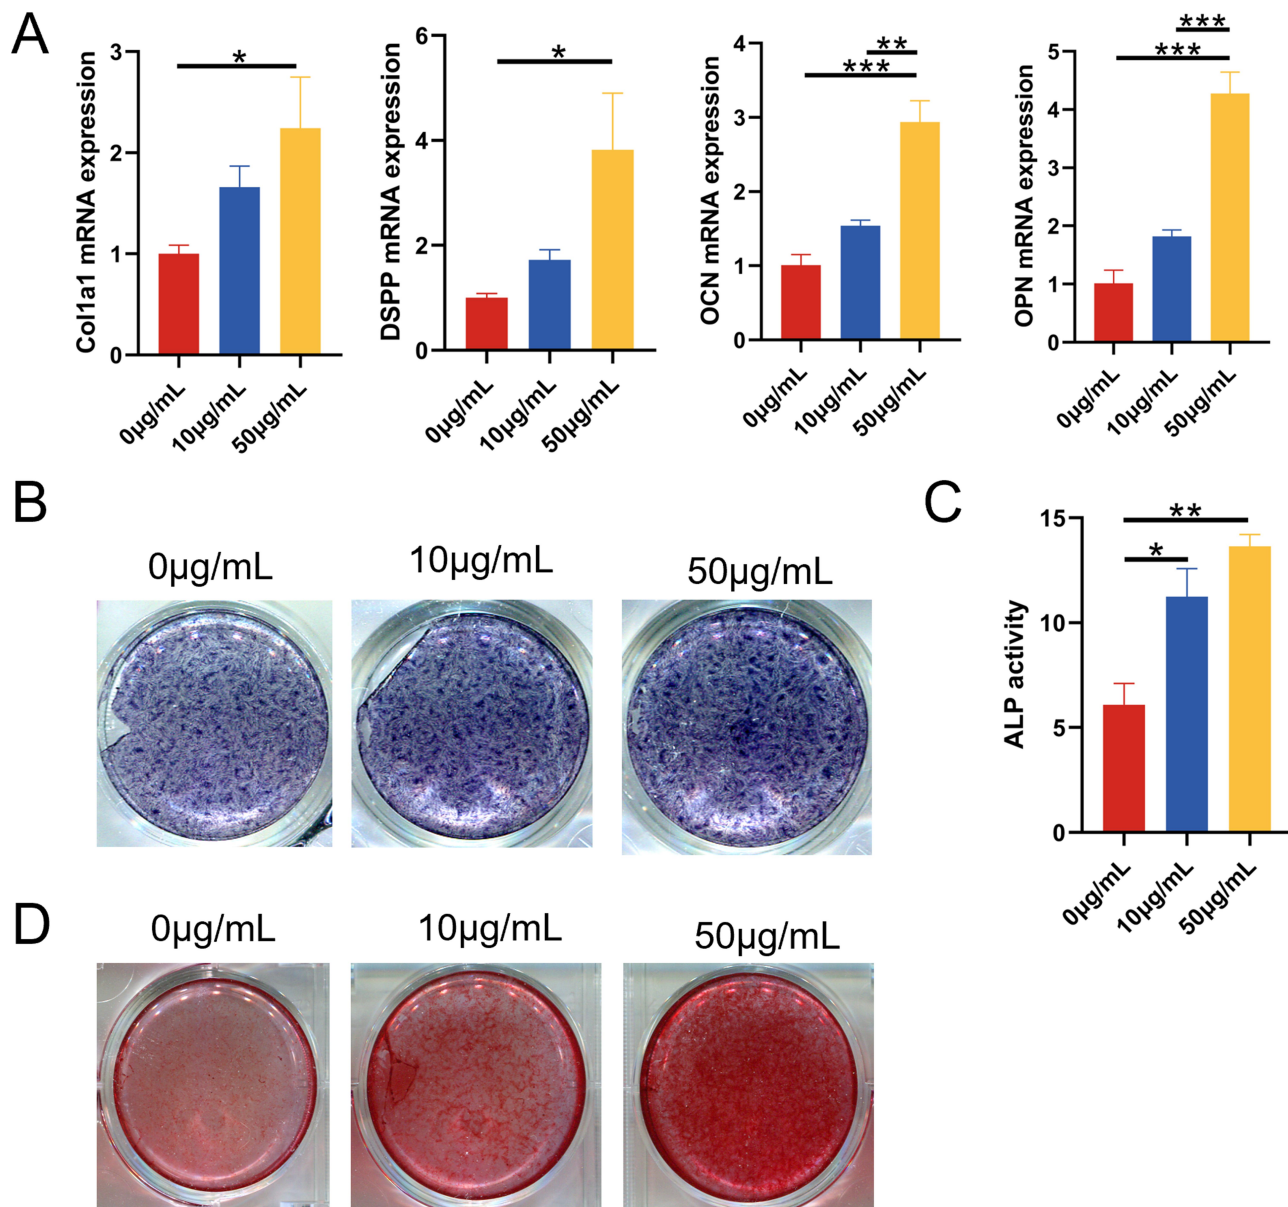 A
Col1a1 mRNA expression
3
2
1
0
*
0μg/mL
10μg/mL
50μg/mL
DSPP mRNA expression
6
4
2
0
*
0μg/mL
10μg/mL
50μg/mL
OCN mRNA expression
4
3
2
1
0
**
***
0μg/mL
10μg/mL
50μg/mL
OPN mRNA expression
5
4
3
2
1
0
***
***
0μg/mL
10μg/mL
50μg/mL
B
0μg/mL
10μg/mL
50μg/mL
C
ALP activity
15
10
5
0
**
*
0μg/mL
10μg/mL
50μg/mL
D
0μg/mL
10μg/mL
50μg/mL